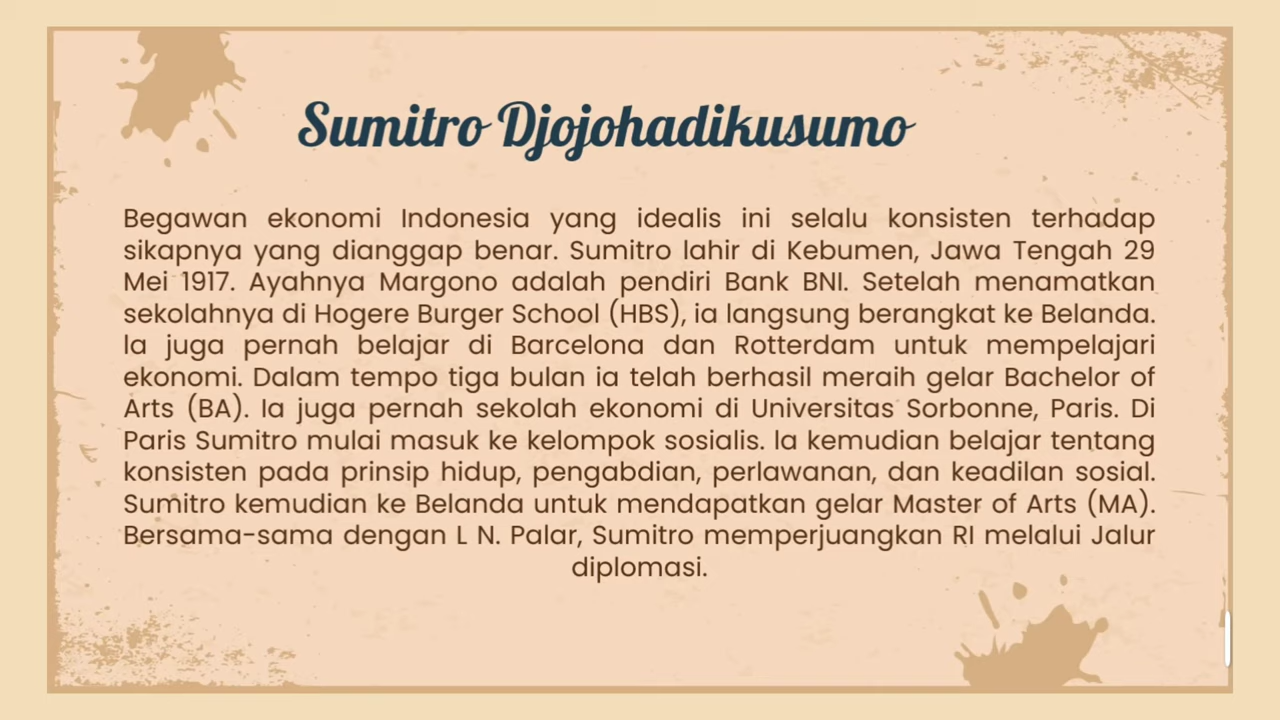 Sumitro Djojohadikusumo
Begawan ekonomi Indonesia yang idealis ini selalu konsisten terhadap
sikapnya yang dianggap benar. Sumitro lahir di Kebumen, Jawa Tengah 29
Mei 1917. Ayahnya Margono adalah pendiri Bank BNI. Setelah menamatkan
sekolahnya di Hogere Burger School (HBS), ia langsung berangkat ke Belanda.
Ia juga pernah belajar di Barcelona dan Rotterdam untuk mempelajari
ekonomi. Dalam tempo tiga bulan ia telah berhasil meraih gelar Bachelor of
Arts (BA). Ia juga pernah sekolah ekonomi di Universitas Sorbonne, Paris. Di
Paris Sumitro mulai masuk ke kelompok sosialis. la kemudian belajar tentang
konsisten pada prinsip hidup, pengabdian, perlawanan, dan keadilan sosial.
Sumitro kemudian ke Belanda untuk mendapatkan gelar Master of Arts (MA).
Bersama-sama dengan L N. Palar, Sumitro memperjuangkan RI melalui Jalur
diplomasi.